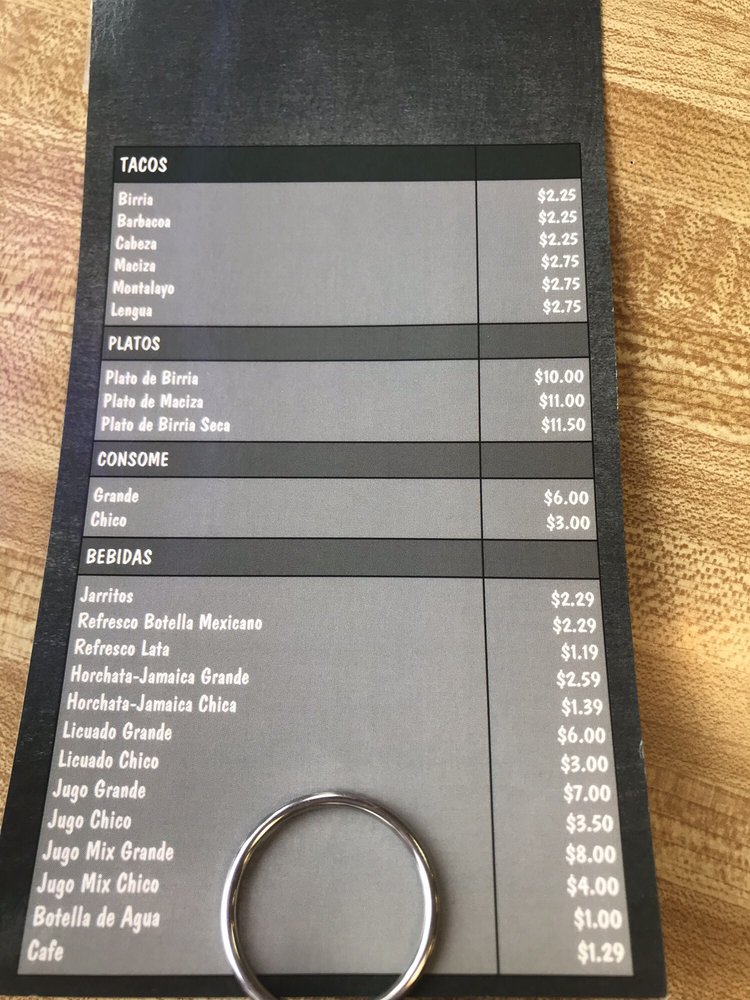 TACOS
Birria $2.25
Barbacoa $2.25
Cabeza $2.25
Maciza $2.75
Montalayo $2.75
Lengua $2.75
PLATOS
Plato de Birria $10.00
Plato de Maciza $11.00
Plato de Birria Seca $11.50
CONSOME
Grande $6.00
Chico $3.00
BEBIDAS
Jarritos $2.29
Refresco Botella Mexicano $2.29
Refresco Lata $1.19
Horchata-Jamaica Grande $2.59
Horchata-Jamaica Chica $1.39
Licuado Grande $6.00
Licuado Chico $3.00
Jugo Grande $7.00
Jugo Chico $3.50
Jugo Mix Grande $8.00
Jugo Mix Chico $4.00
Botella de Agua $1.00
Cafe $1.29